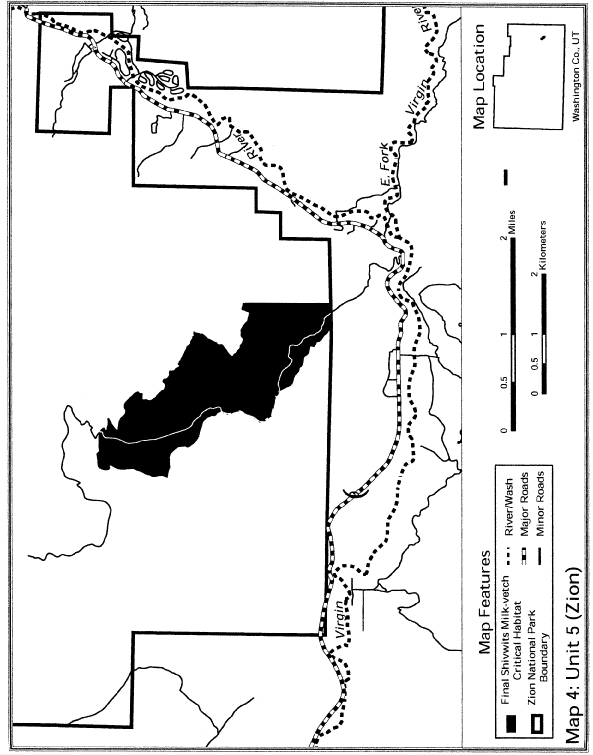 River
Virgin
E. Fork
River
Virgin
Map Features
Final Shivwits Milk-vetch
Critical Habitat
Zion National Park
Boundary
River/Wash
Major Roads
Minor Roads
0 0.5 1 2 Miles
0 0.5 1 2 Kilometers
Map Location
Washington Co., UT
Map 4: Unit 5 (Zion)